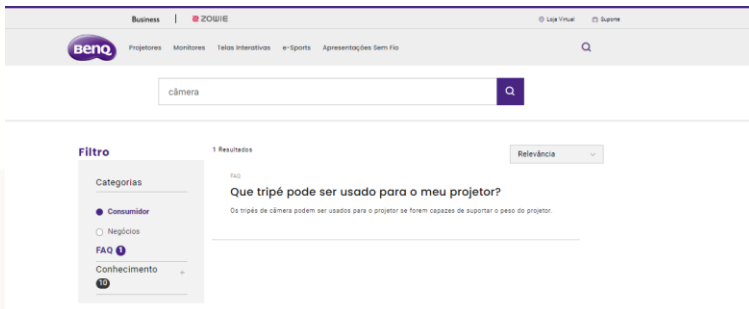 Business | ZOWIE
Loja Virtual Suporte
BenQ Projetores Monitores Telas Interativas e-Sports Apresentações Sem Fio
câmera
Filtro
1 Resultados
Relevância
Categorias
FAQ
Que tripé pode ser usado para o meu projetor?
Os tripés de câmera podem ser usados para o projetor se forem capazes de suportar o peso do projetor.
Consumidor
Negócios
FAQ 1
Conhecimento +
10